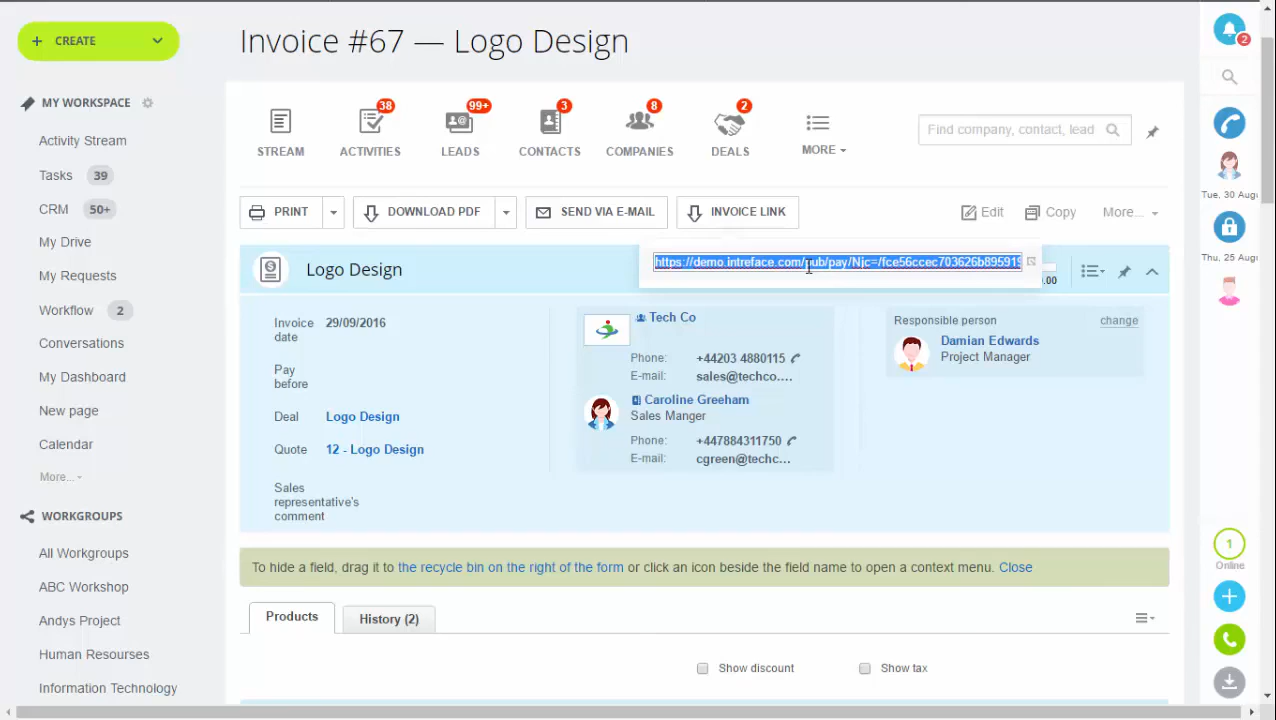 CREATE
Invoice #67 — Logo Design
2
MY WORKSPACE
Activity Stream
Tasks 39
CRM 50+
My Drive
My Requests
Workflow 2
Conversations
My Dashboard
New page
Calendar
More...
WORKGROUPS
All Workgroups
ABC Workshop
Andys Project
Human Resourses
Information Technology
STREAM
38
ACTIVITIES
99+
LEADS
3
CONTACTS
8
COMPANIES
2
DEALS
MORE
Find company, contact, lead
PRINT
DOWNLOAD PDF
SEND VIA E-MAIL
INVOICE LINK
Edit
Copy
More...
Logo Design
https://demo.intreface.com/pub/pay/Njc=/fce56ccec703626b895919
.00
Invoice
date
29/09/2016
Pay
before
Deal
Logo Design
Quote
12 - Logo Design
Sales
representative's
comment
Tech Co
Phone: +44203 4880115
E-mail: sales@techco....
Caroline Greeham
Sales Manger
Phone: +447884311750
E-mail: cgreen@techc...
Responsible person
change
Damian Edwards
Project Manager
To hide a field, drag it to the recycle bin on the right of the form or click an icon beside the field name to open a context menu. Close
Products
History (2)
Show discount
Show tax
Tue, 30 Aug
Thu, 25 Aug
1
Online